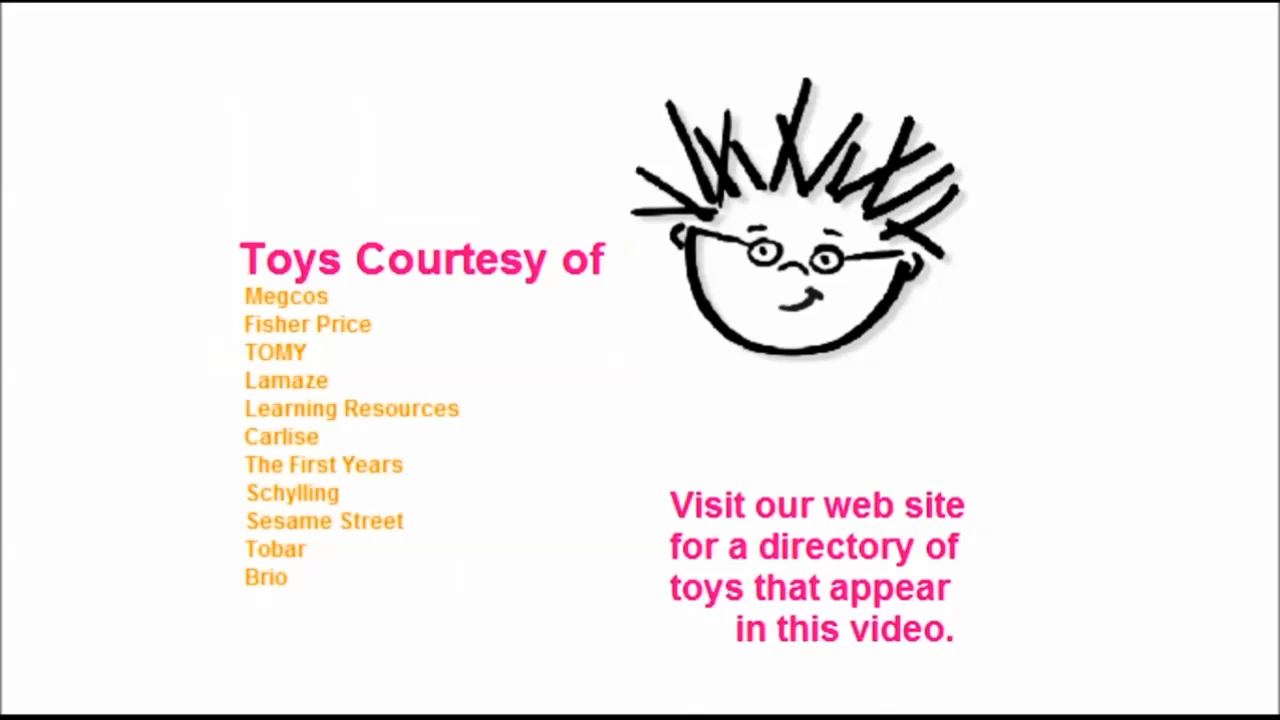 Toys Courtesy of
Megcos
Fisher Price
TOMY
Lamaze
Learning Resources
Carlise
The First Years
Schylling
Sesame Street
Tobar
Brio
Visit our web site
for a directory of
toys that appear
in this video.